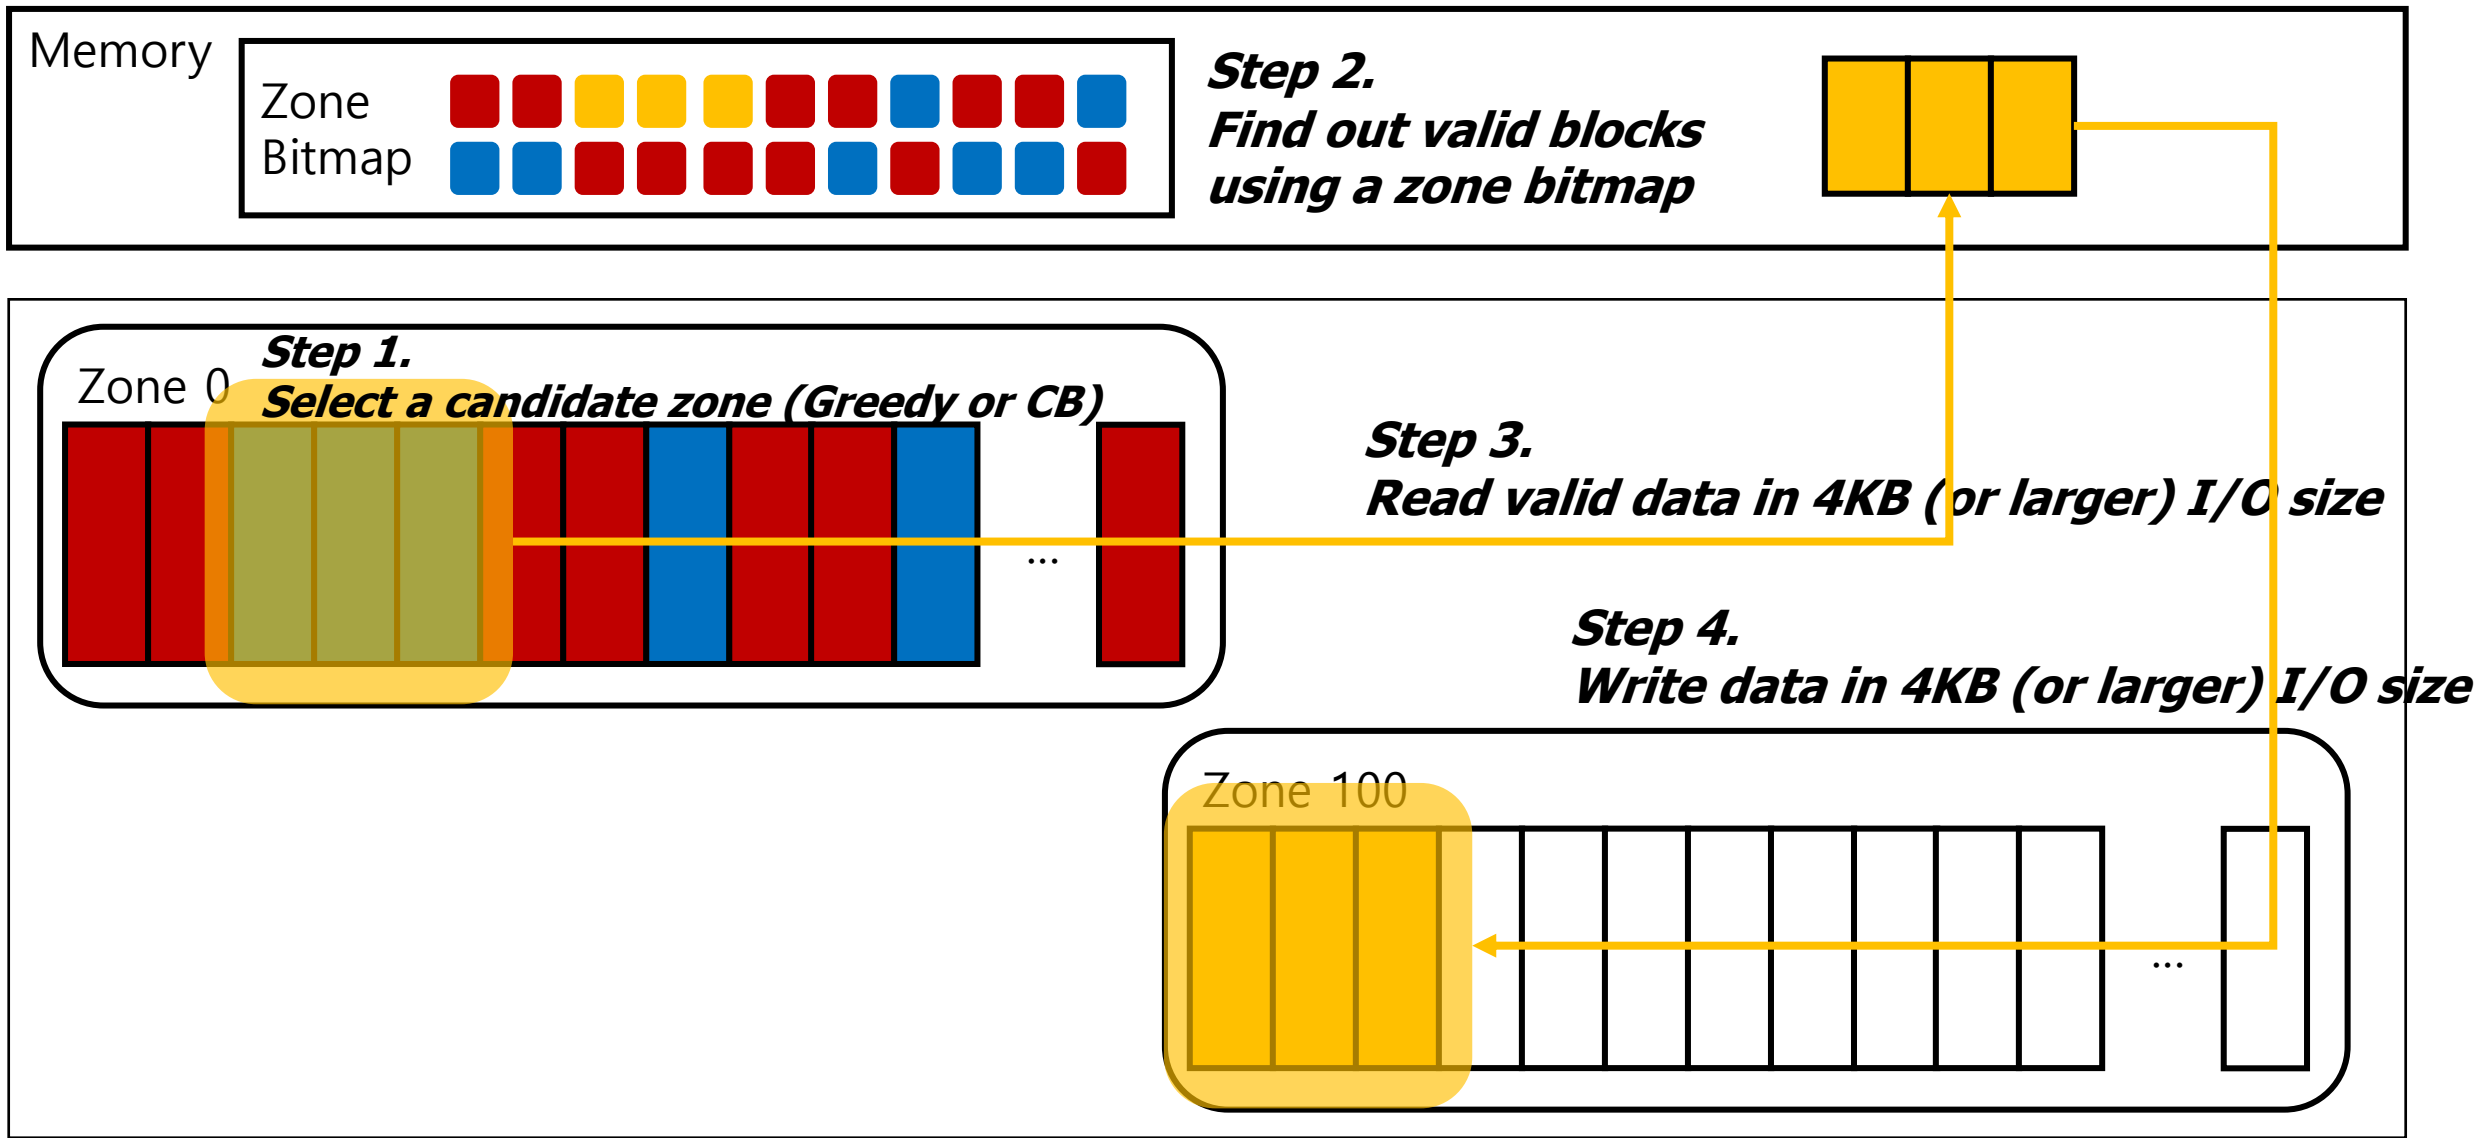 Memory
Zone
Bitmap
Step 2.
Find out valid blocks
using a zone bitmap
Step 1.
Select a candidate zone (Greedy or CB)
Zone 0
...
Step 3.
Read valid data in 4KB (or larger) I/O size
Step 4.
Write data in 4KB (or larger) I/O size
Zone 100
...